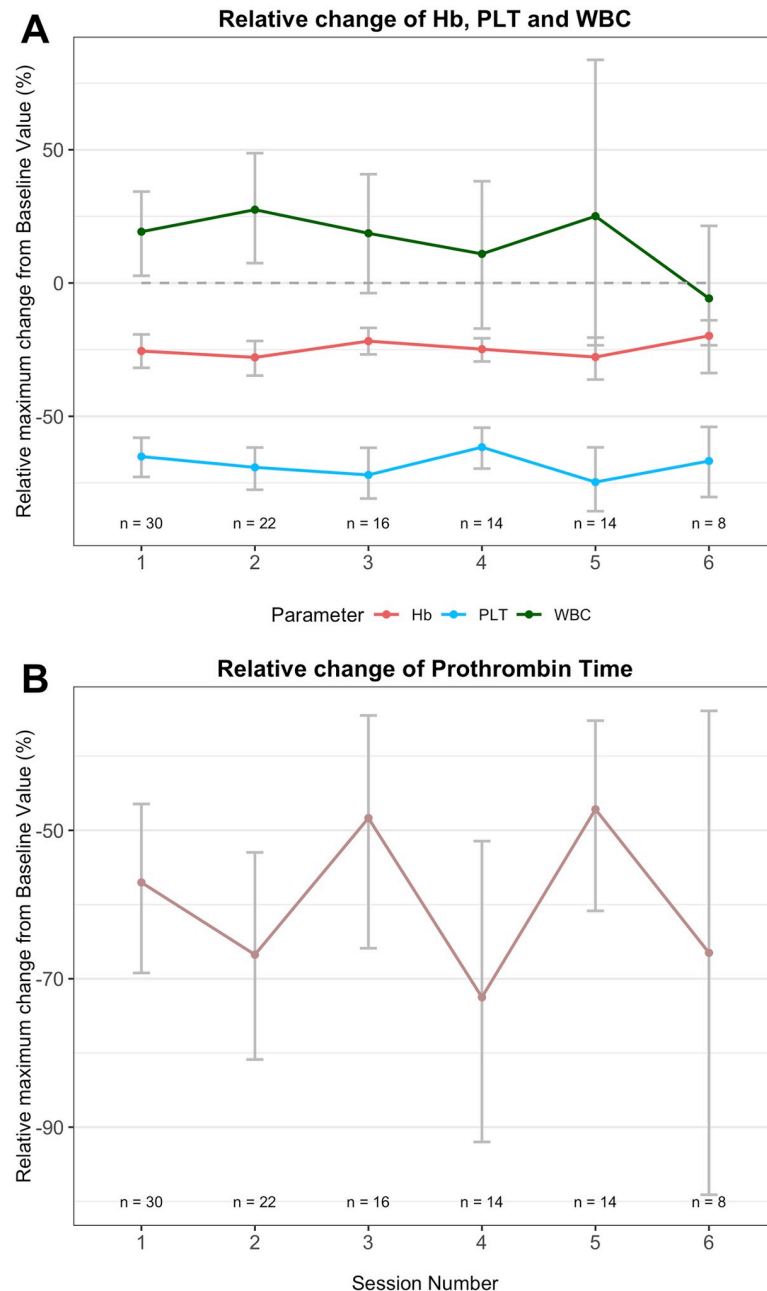 A
Relative change of Hb, PLT and WBC
Relative maximum change from Baseline Value (%)
50
0
-50
n = 30 n = 22 n = 16 n = 14 n = 14 n = 8
1 2 3 4 5 6
Parameter Hb PLT WBC
B
Relative change of Prothrombin Time
Relative maximum change from Baseline Value (%)
-50
-70
-90
n = 30 n = 22 n = 16 n = 14 n = 14 n = 8
1 2 3 4 5 6
Session Number